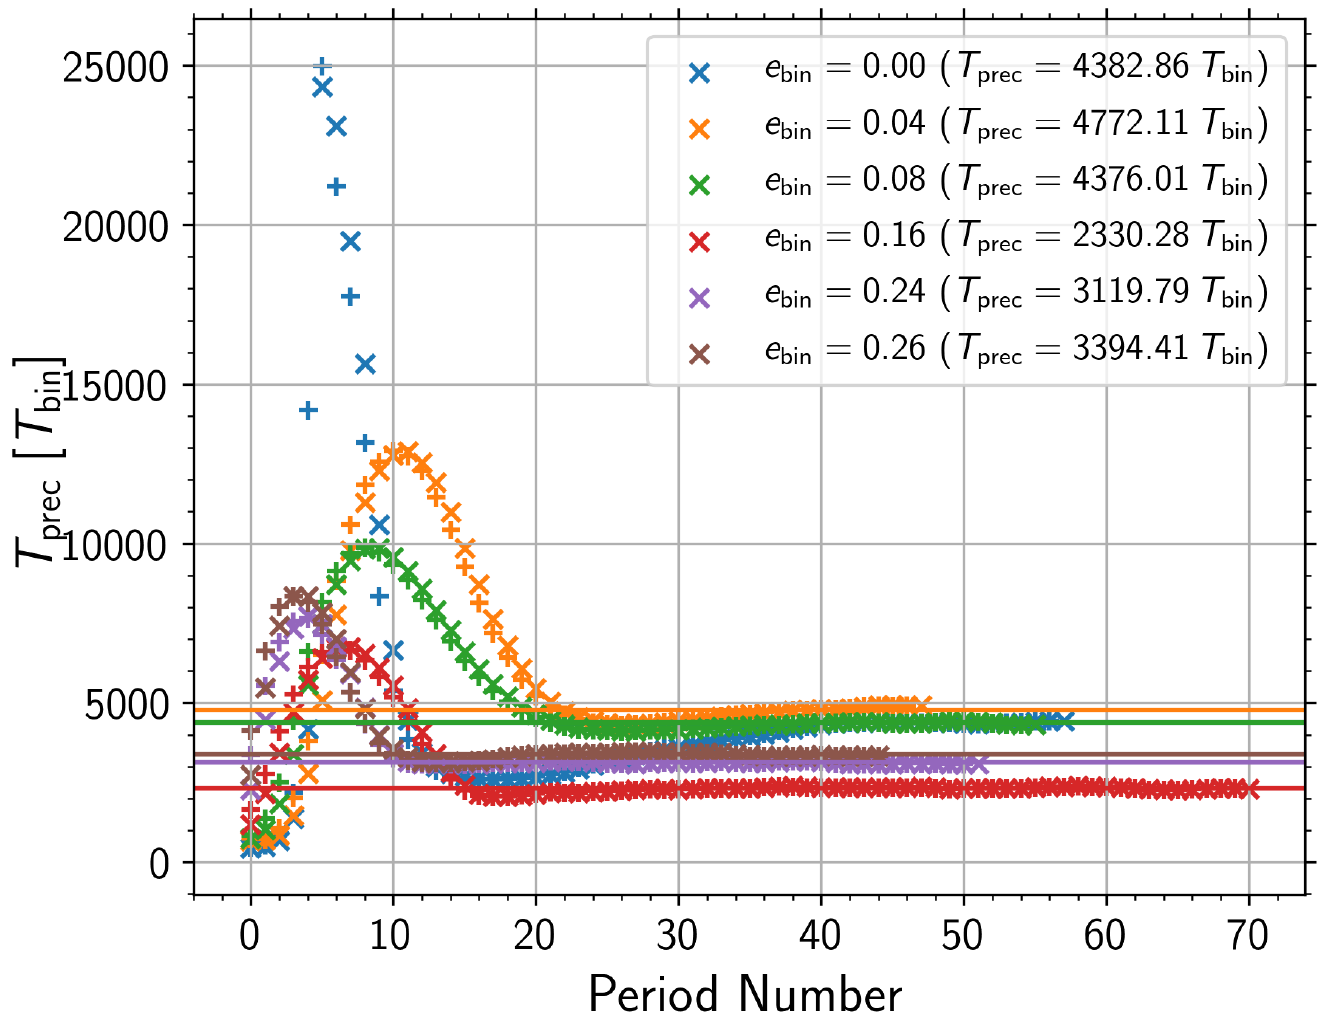 25000
20000
15000
10000
5000
0
T_prec [T_bin]
e_bin = 0.00 (T_prec = 4382.86 T_bin)
e_bin = 0.04 (T_prec = 4772.11 T_bin)
e_bin = 0.08 (T_prec = 4376.01 T_bin)
e_bin = 0.16 (T_prec = 2330.28 T_bin)
e_bin = 0.24 (T_prec = 3119.79 T_bin)
e_bin = 0.26 (T_prec = 3394.41 T_bin)
0 10 20 30 40 50 60 70
Period Number